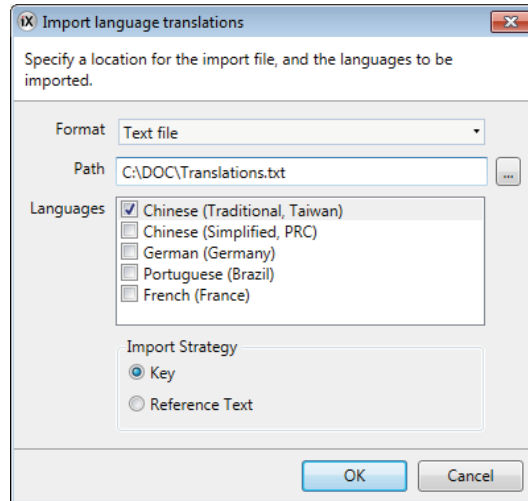 iX Import language translations
Specify a location for the import file, and the languages to be
imported.
Format Text file
Path C:\DOC\Translations.txt ...
Languages Chinese (Traditional, Taiwan)
Chinese (Simplified, PRC)
German (Germany)
Portuguese (Brazil)
French (France)
Import Strategy
Key
Reference Text
OK Cancel